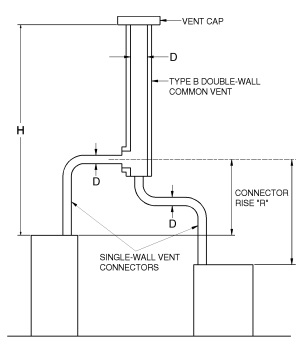 VENT CAP
D
TYPE B DOUBLE-WALL
COMMON VENT
H
D
D
CONNECTOR
RISE "R"
SINGLE-WALL VENT
CONNECTORS